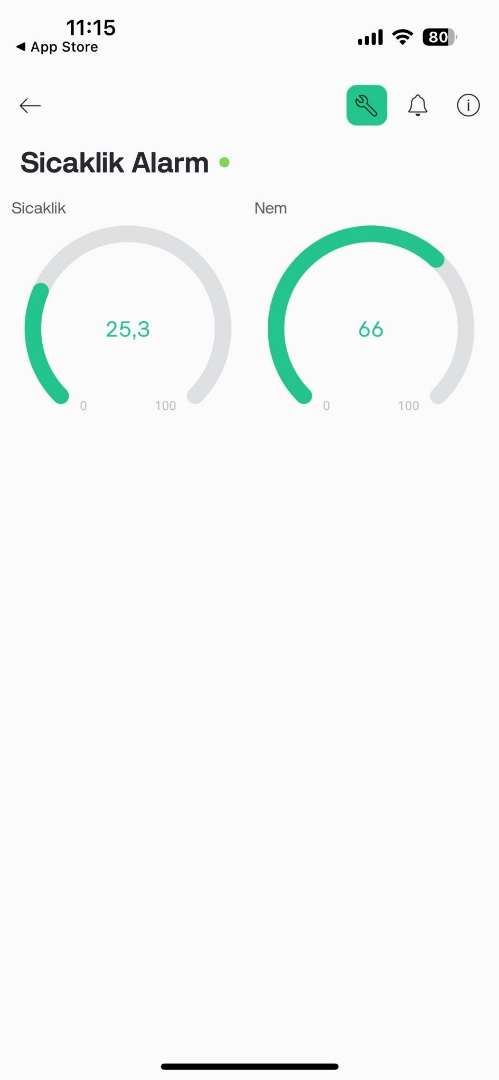 11:15
80
◀ App Store
Sicaklik Alarm
Sicaklik
Nem
25,3
66
0
100
0
100